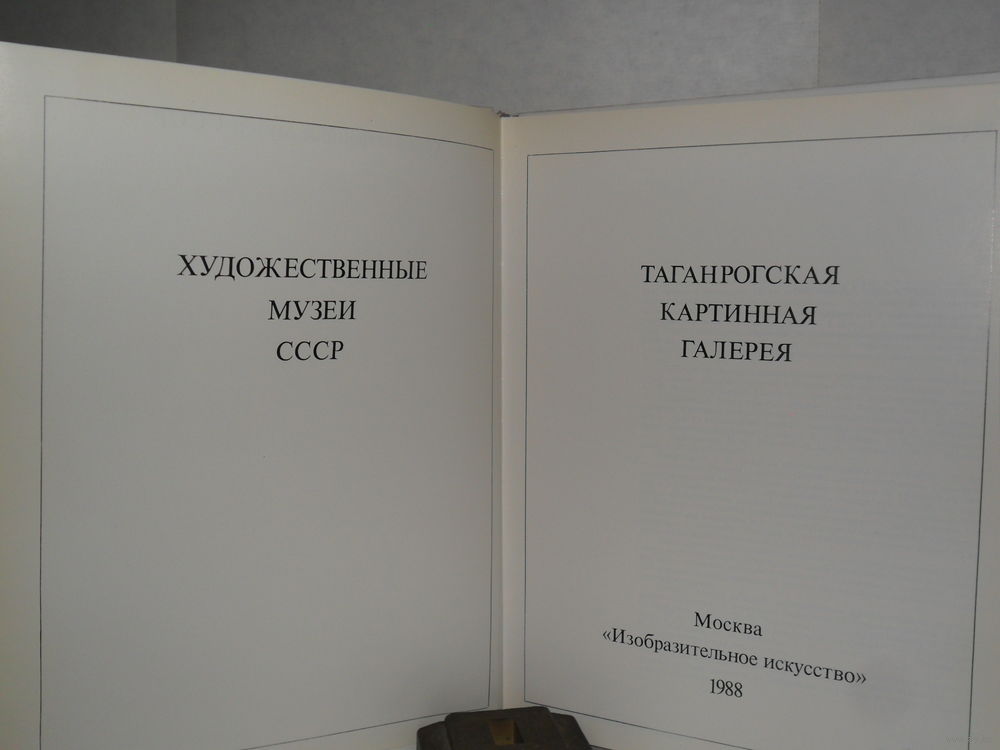 ХУДОЖЕСТВЕННЫЕ
МУЗЕИ
СССР
ТАГАНРОГСКАЯ
КАРТИННАЯ
ГАЛЕРЕЯ
Москва
«Изобразительное искусство»
1988